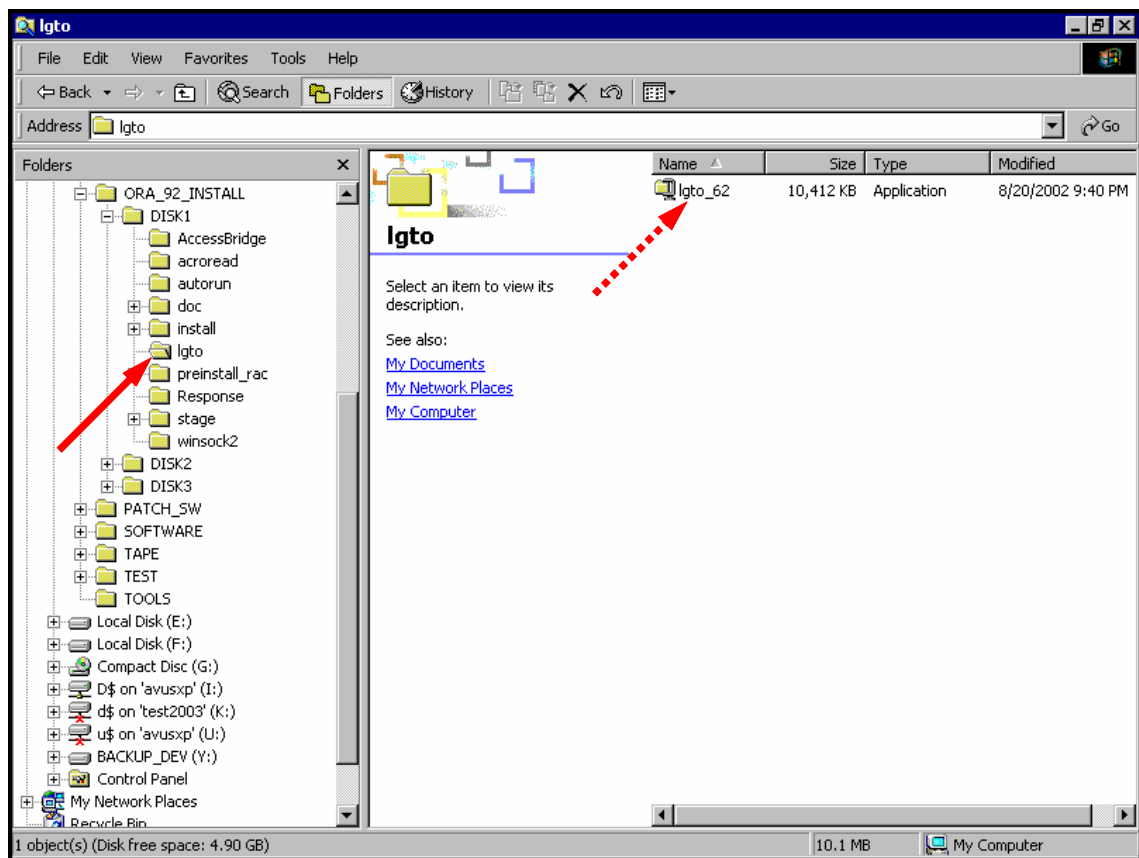 lgto
File Edit View Favorites Tools Help
Back Search Folders History
Address lgto Go
Folders
ORA_92_INSTALL
DISK1
AccessBridge
acroread
autorun
doc
install
lgto
preinstall_rac
Response
stage
winsock2
DISK2
DISK3
PATCH_SW
SOFTWARE
TAPE
TEST
TOOLS
Local Disk (E:)
Local Disk (F:)
Compact Disc (G:)
D$ on 'avusxp' (I:)
d$ on 'test2003' (K:)
u$ on 'avusxp' (U:)
BACKUP_DEV (Y:)
Control Panel
My Network Places
Recycle Bin
lgto
Select an item to view its
description.
See also:
My Documents
My Network Places
My Computer
Name Size Type Modified
lgto_62 10,412 KB Application 8/20/2002 9:40 PM
1 object(s) (Disk free space: 4.90 GB) 10.1 MB My Computer